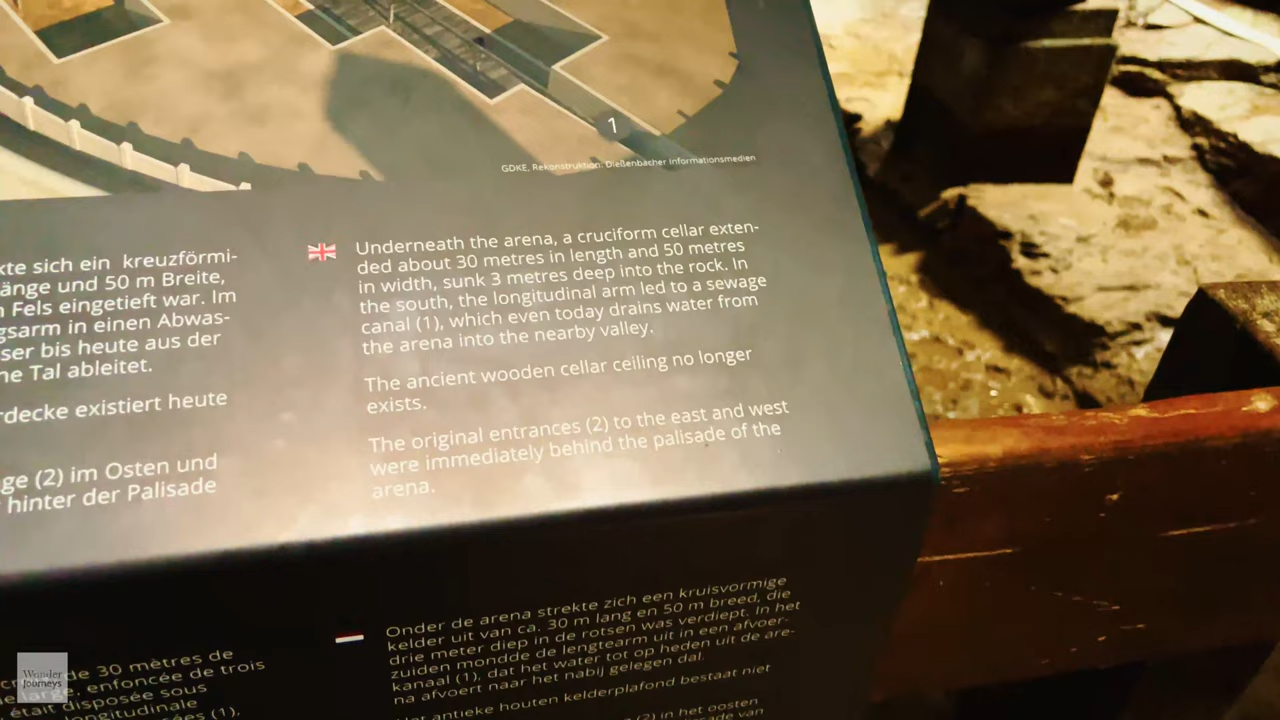 1
GDKE, Rekonstruktion: Dießenbacher Informationsmedien
kte sich ein kreuzförmi-
änge und 50 m Breite,
n Fels eingetieft war. Im
gsarm in einen Abwas-
ser bis heute aus der
ne Tal ableitet.
rdecke existiert heute
ge (2) im Osten und
hinter der Palisade
Underneath the arena, a cruciform cellar exten-
ded about 30 metres in length and 50 metres
in width, sunk 3 metres deep into the rock. In
the south, the longitudinal arm led to a sewage
canal (1), which even today drains water from
the arena into the nearby valley.
The ancient wooden cellar ceiling no longer
exists.
The original entrances (2) to the east and west
were immediately behind the palisade of the
arena.
de 30 mètres de
large, enfoncée de trois
était disposée sous
longitudinale
(1),
Onder de arena strekte zich een kruisvormige
kelder uit van ca. 30 m lang en 50 m breed, die
drie meter diep in de rotsen was verdiept. In het
zuiden mondde de lengtearm uit in een afvoer-
kanaal (1), dat het water tot op heden uit de are-
na afvoert naar het nabij gelegen dal.
Het antieke houten kelderplafond bestaat niet
(2) in het oosten
van
Wander
Journeys